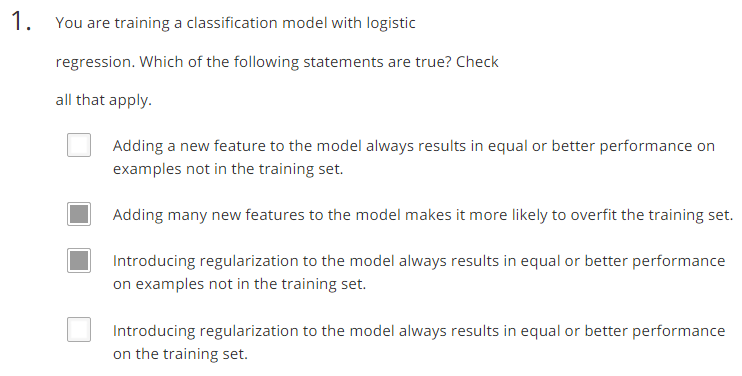 1. You are training a classification model with logistic
regression. Which of the following statements are true? Check
all that apply.
Adding a new feature to the model always results in equal or better performance on
examples not in the training set.
Adding many new features to the model makes it more likely to overfit the training set.
Introducing regularization to the model always results in equal or better performance
on examples not in the training set.
Introducing regularization to the model always results in equal or better performance
on the training set.